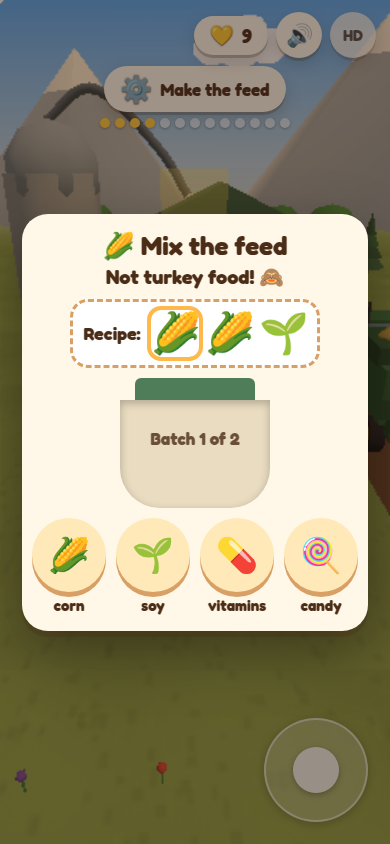 9
HD
Make the feed
Mix the feed
Not turkey food!
Recipe:
Batch 1 of 2
corn
soy
vitamins
candy